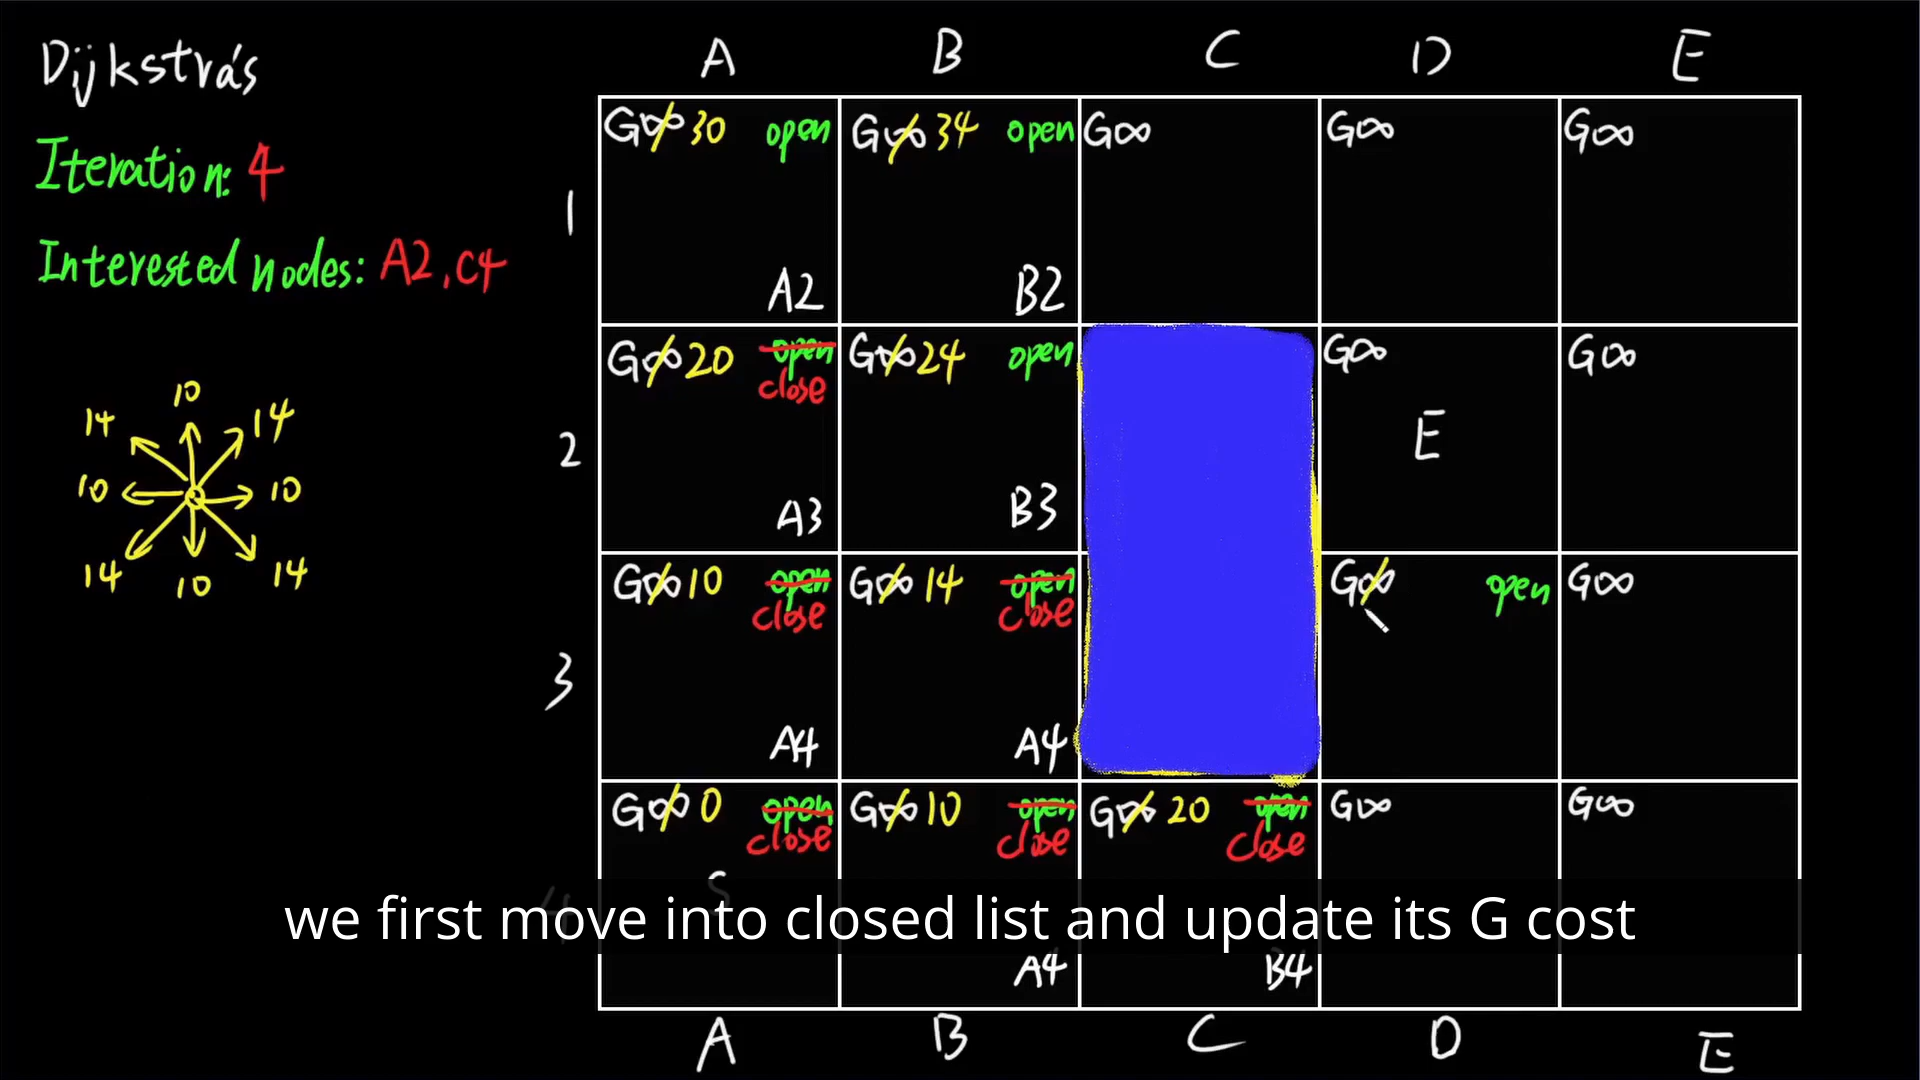 Dijkstra's
Iteration: 4
Interested nodes: A2, C4
10
14 14
10 10
14 14
10
A B C D E
1
G∞ 30 open
A2
G∞ 34 open
B2
G∞
G∞
G∞
2
G∞ 20 open
close
A3
G∞ 24 open
B3
G∞
E
G∞
3
G∞ 10 open
close
A4
G∞ 14 open
close
A4
G∞ open
G∞
G∞ 0 open
close
S
G∞ 10 open
close
A4
G∞ 20 open
close
B4
G∞
G∞
we first move into closed list and update its G cost
A B C D E